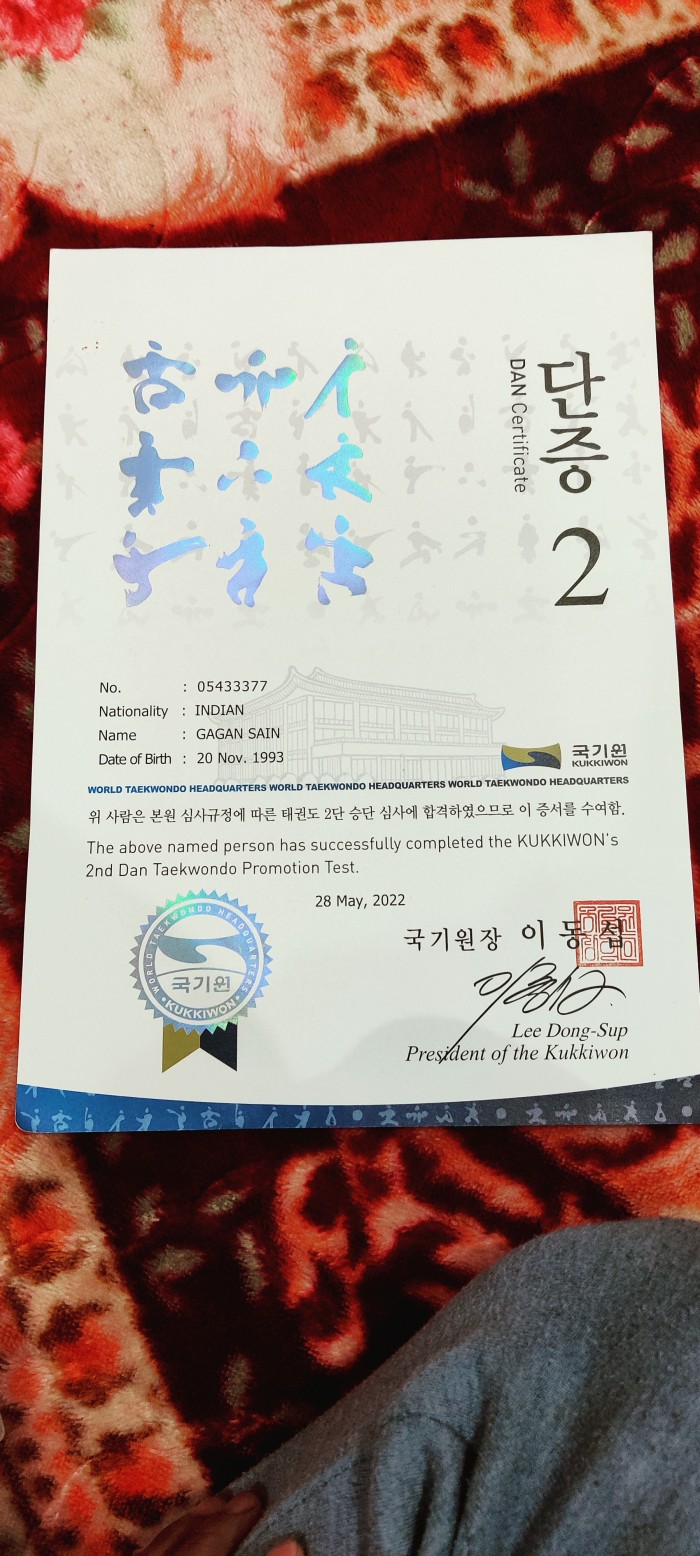 단증
DAN Certificate
2
No. : 05433377
Nationality : INDIAN
Name : GAGAN SAIN
Date of Birth : 20 Nov. 1993
국기원
KUKKIWON
WORLD TAEKWONDO HEADQUARTERS WORLD TAEKWONDO HEADQUARTERS WORLD TAEKWONDO HEADQUARTERS
위 사람은 본원 심사규정에 따른 태권도 2단 승단 심사에 합격하였으므로 이 증서를 수여함.
The above named person has successfully completed the KUKKIWON's
2nd Dan Taekwondo Promotion Test.
28 May, 2022
WORLD TAEKWONDO HEADQUARTERS
국기원
KUKKIWON
국기원장 이동섭
Lee Dong-Sup
President of the Kukkiwon